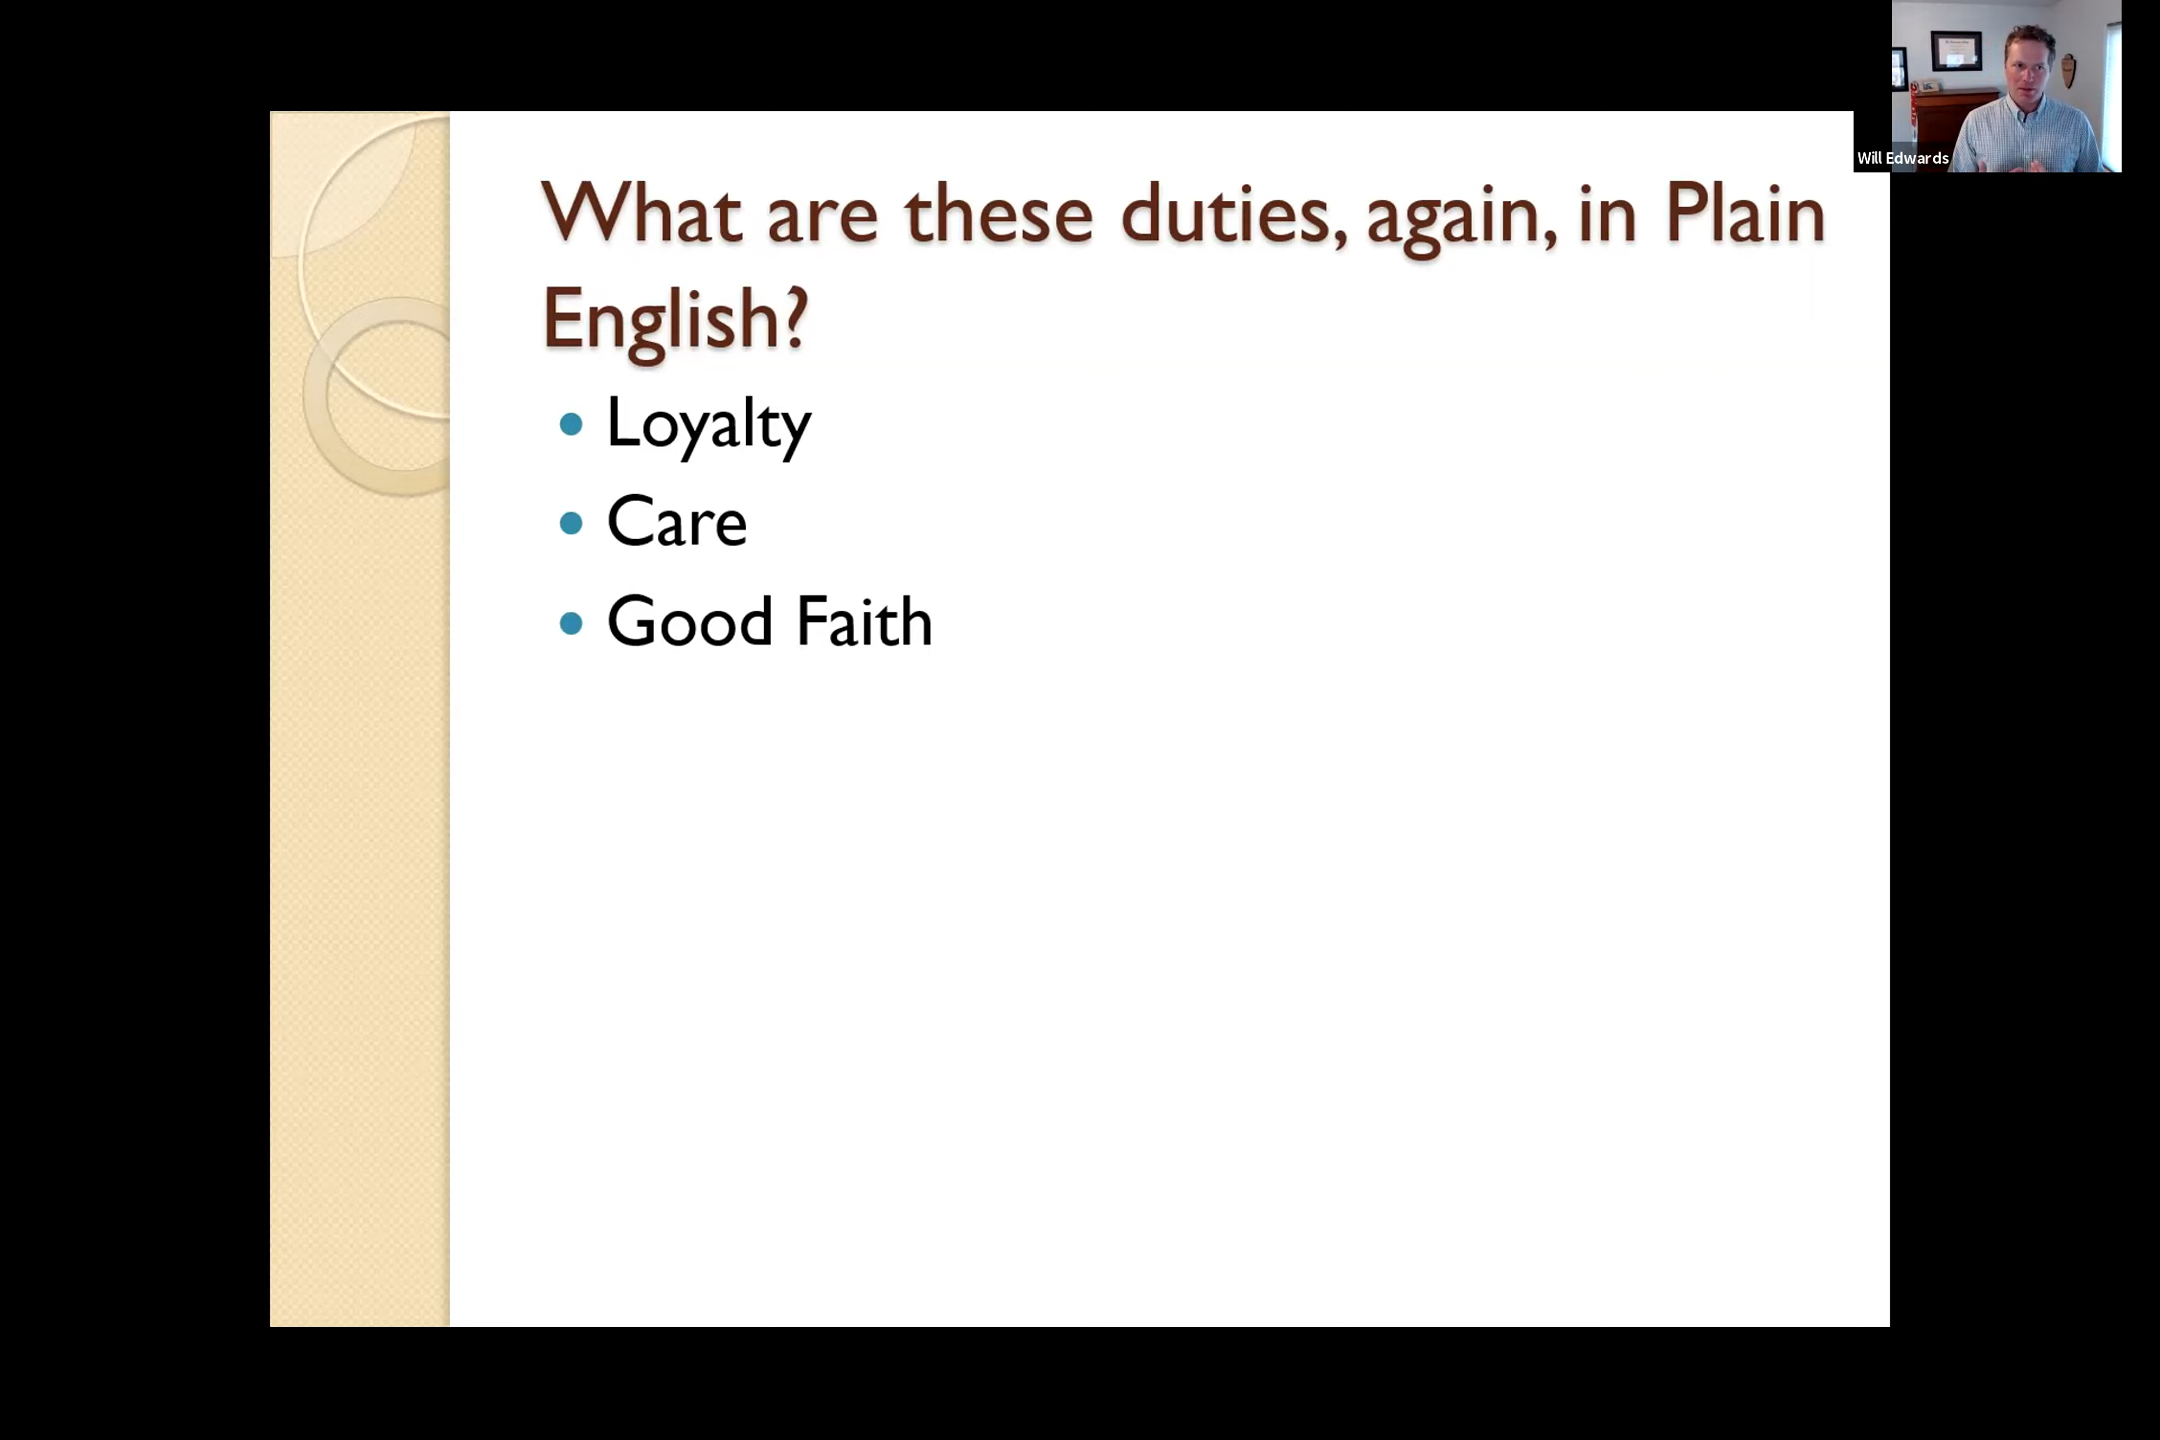 What are these duties, again, in Plain
English?
Loyalty
Care
Good Faith
Will Edwards